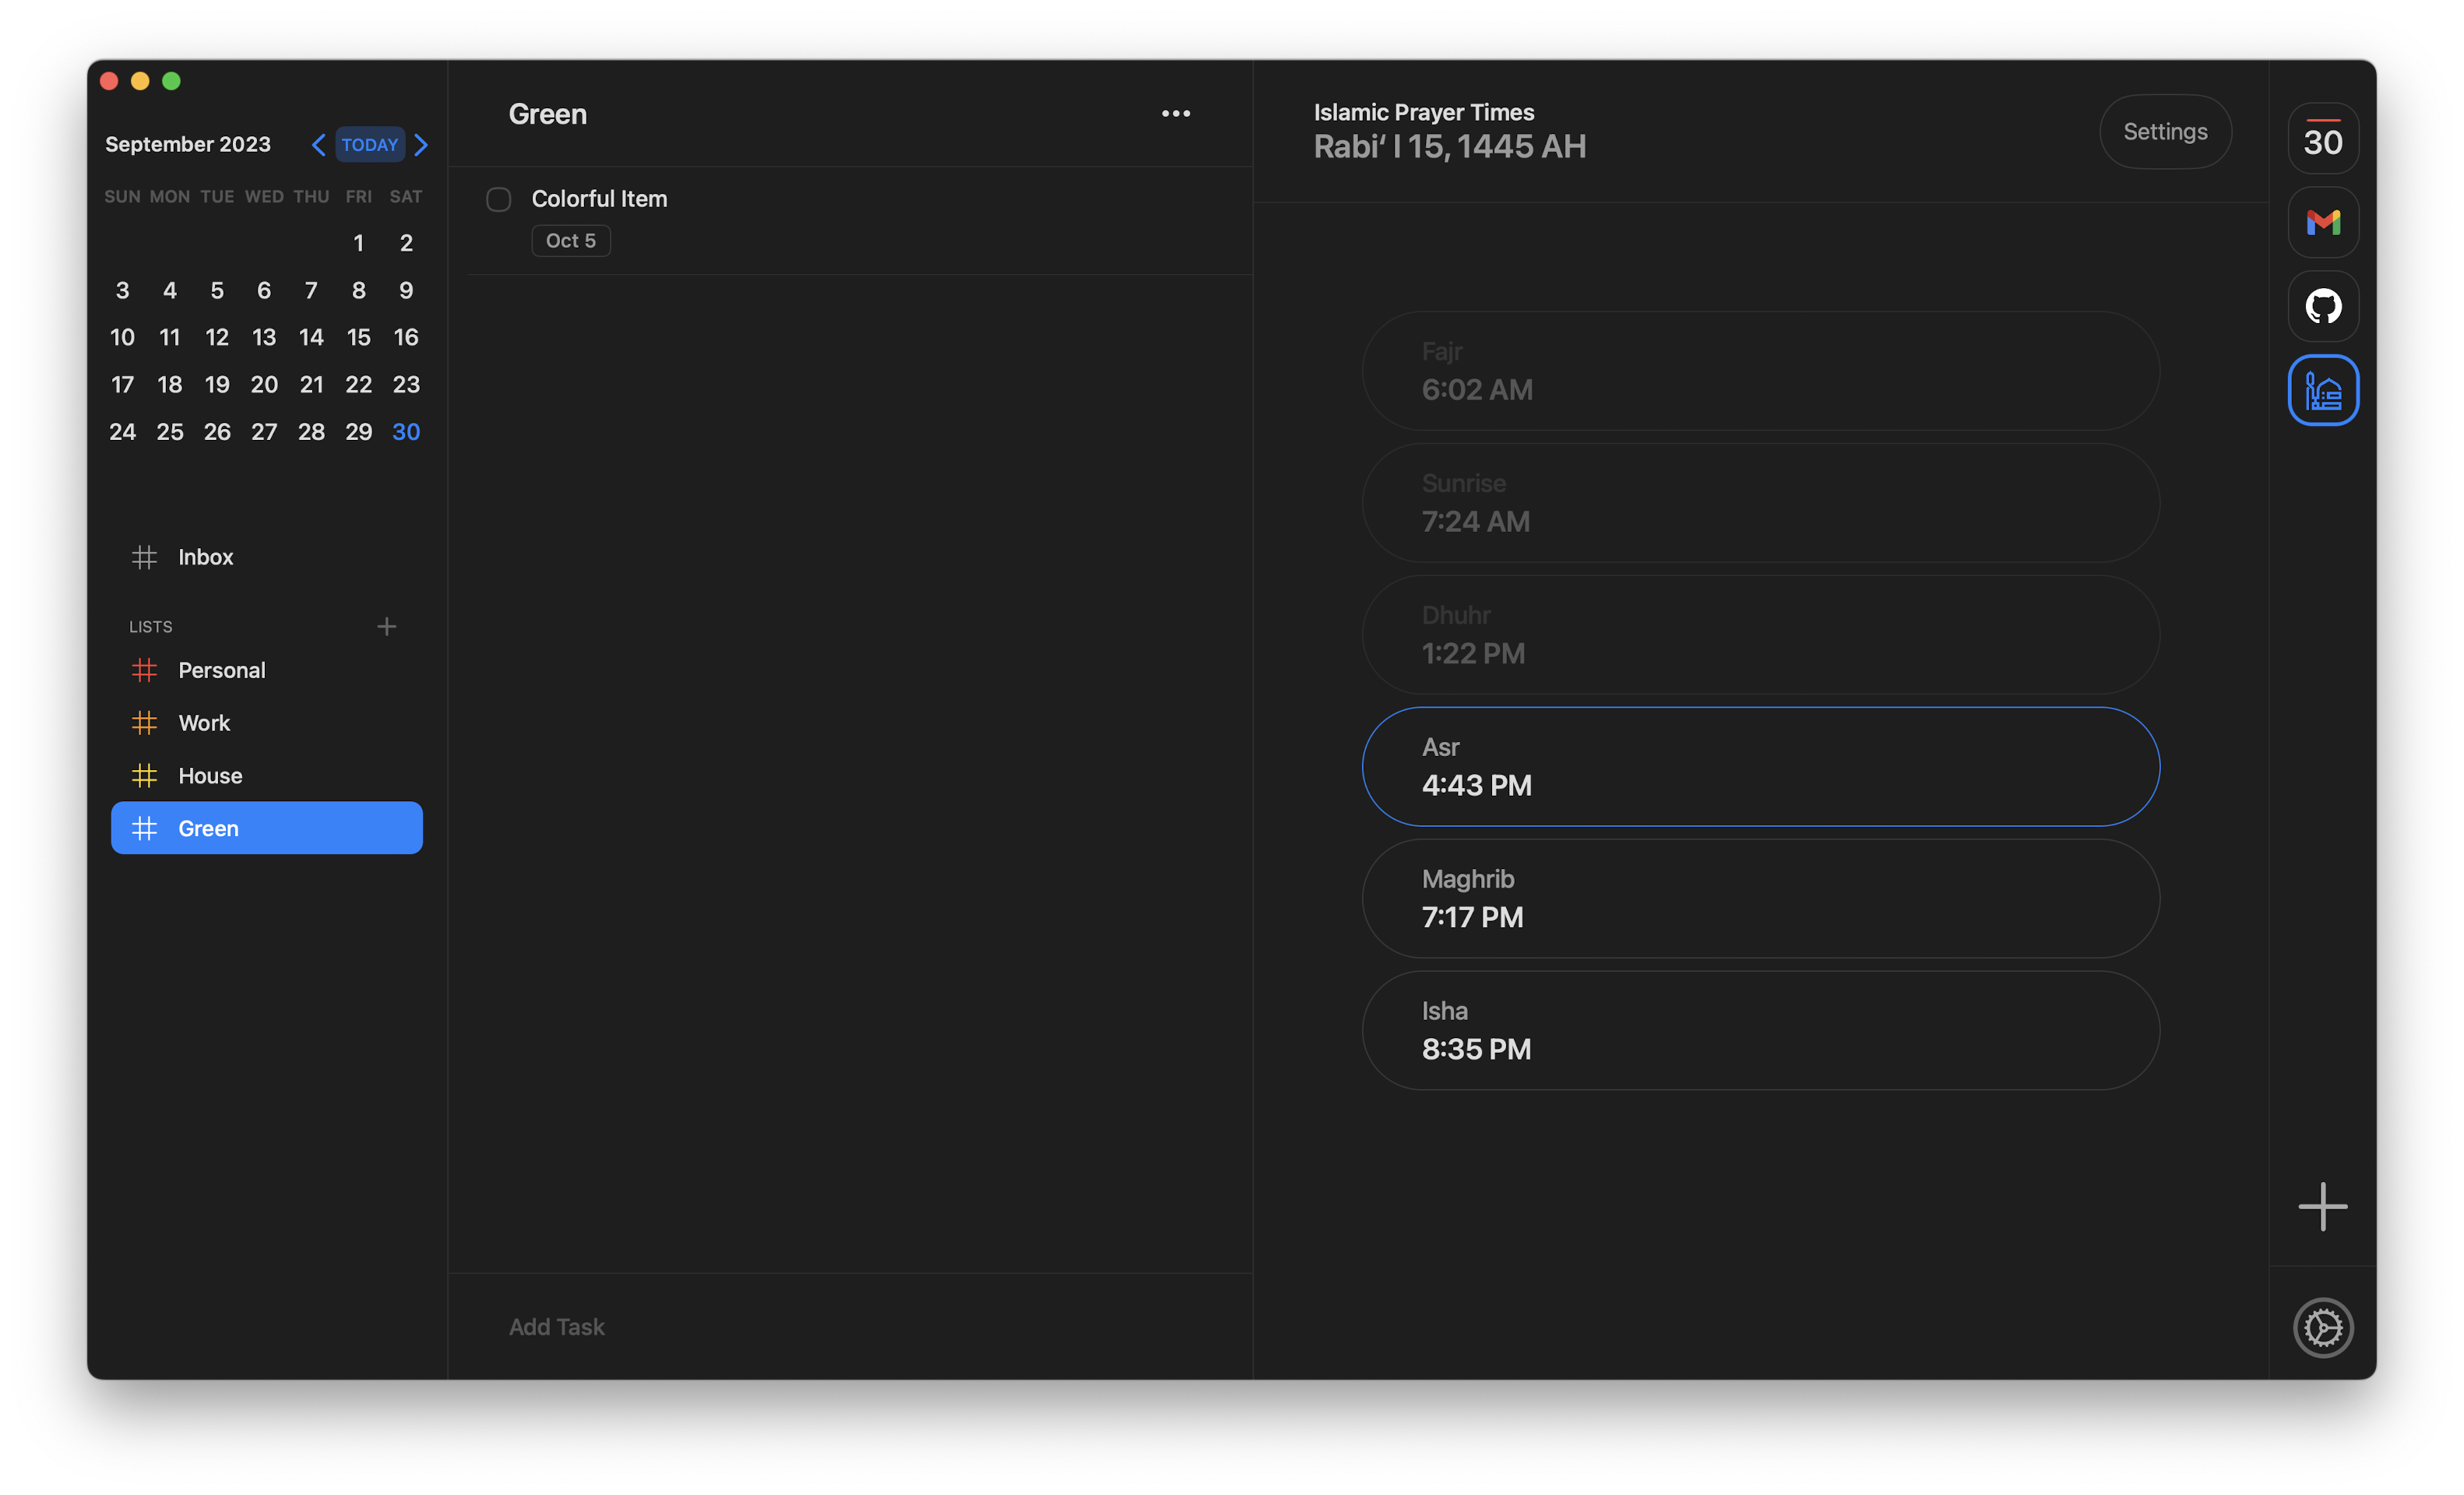 September 2023 TODAY
SUN MON TUE WED THU FRI SAT
1 2
3 4 5 6 7 8 9
10 11 12 13 14 15 16
17 18 19 20 21 22 23
24 25 26 27 28 29 30
Inbox
LISTS
Personal
Work
House
Green
Green
Colorful Item
Oct 5
Add Task
Islamic Prayer Times
Rabiʻ I 15, 1445 AH
Settings
Fajr
6:02 AM
Sunrise
7:24 AM
Dhuhr
1:22 PM
Asr
4:43 PM
Maghrib
7:17 PM
Isha
8:35 PM
30